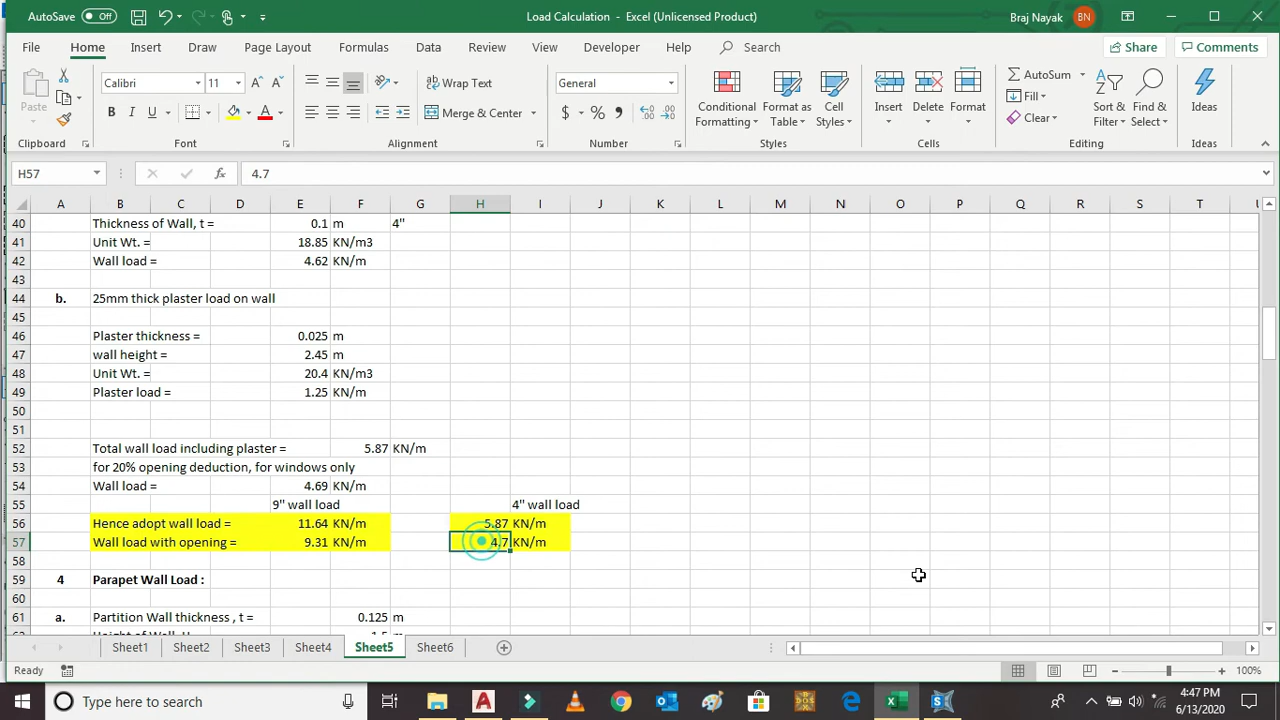 AutoSave Off
Load Calculation - Excel (Unlicensed Product)
Braj Nayak BN
File Home Insert Draw Page Layout Formulas Data Review View Developer Help Search Share Comments
Paste
Calibri 11
Wrap Text
General
Conditional Formatting
Format as Table
Cell Styles
Insert Delete Format
AutoSum
Fill
Clear
Sort & Filter
Find & Select
Ideas
B I U
Merge & Center
$ % ,
Clipboard Font Alignment Number Styles Cells Editing Ideas
H57 fx 4.7
A B C D E F G H I J K L M N O P Q R S T U
40 Thickness of Wall, t = 0.1 m 4"
41 Unit Wt. = 18.85 KN/m3
42 Wall load = 4.62 KN/m
43
44 b. 25mm thick plaster load on wall
45
46 Plaster thickness = 0.025 m
47 wall height = 2.45 m
48 Unit Wt. = 20.4 KN/m3
49 Plaster load = 1.25 KN/m
50
51
52 Total wall load including plaster = 5.87 KN/m
53 for 20% opening deduction, for windows only
54 Wall load = 4.69 KN/m
55 9" wall load 4" wall load
56 Hence adopt wall load = 11.64 KN/m 5.87 KN/m
57 Wall load with opening = 9.31 KN/m 4.7 KN/m
58
59 4 Parapet Wall Load :
60
61 a. Partition Wall thickness , t = 0.125 m
Sheet1 Sheet2 Sheet3 Sheet4 Sheet5 Sheet6
Ready
100%
Type here to search
4:47 PM
6/13/2020